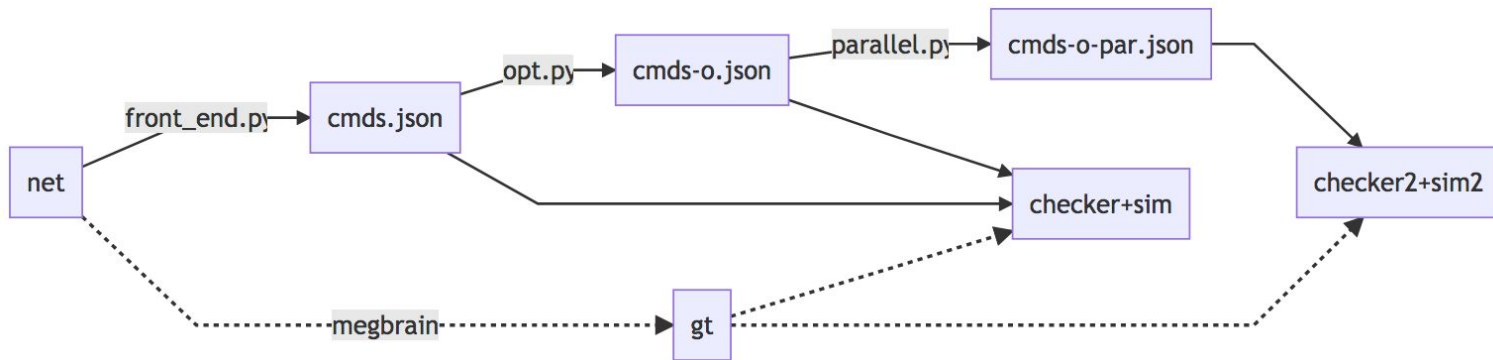 net
front_end.py
cmds.json
opt.py
cmds-o.json
parallel.py
cmds-o-par.json
checker+sim
checker2+sim2
megbrain
gt